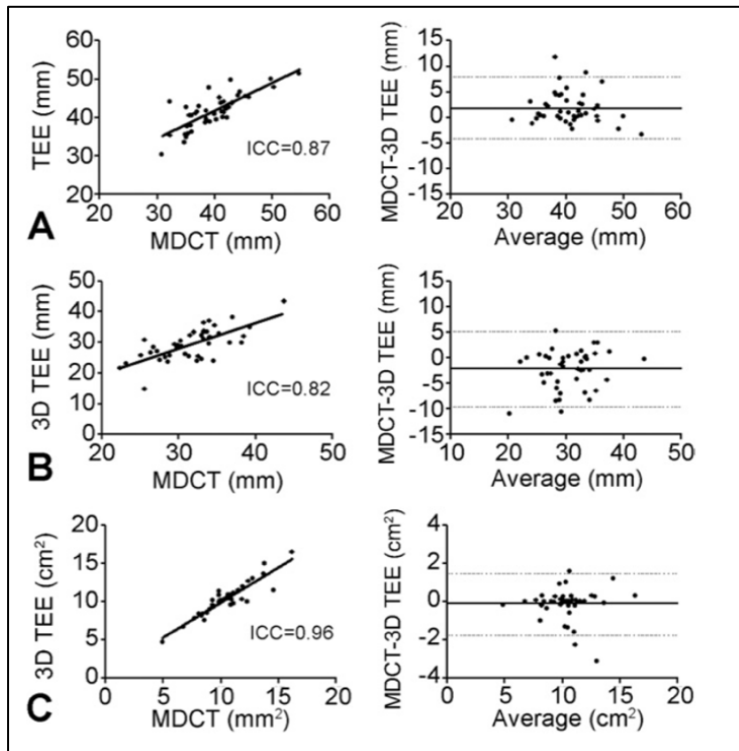 60
50
40
30
20
TEE (mm)
ICC=0.87
20 30 40 50 60
MDCT (mm)
A
15
10
5
0
-5
-10
-15
MDCT-3D TEE (mm)
20 30 40 50 60
Average (mm)
50
40
30
20
10
0
3D TEE (mm)
ICC=0.82
20 30 40 50
MDCT (mm)
B
15
10
5
0
-5
-10
-15
MDCT-3D TEE (mm)
10 20 30 40 50
Average (mm)
20
15
10
5
0
3D TEE (cm²)
ICC=0.96
0 5 10 15 20
MDCT (mm²)
C
4
2
0
-2
-4
MDCT-3D TEE (cm²)
0 5 10 15 20
Average (cm²)